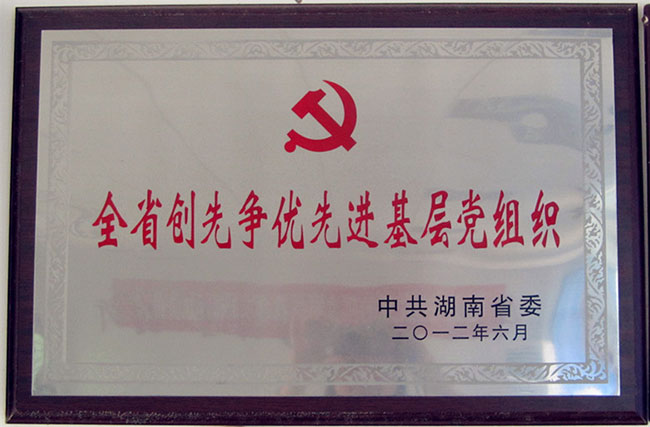 全省创先争优先进基层党组织
中共湖南省委
二〇一二年六月